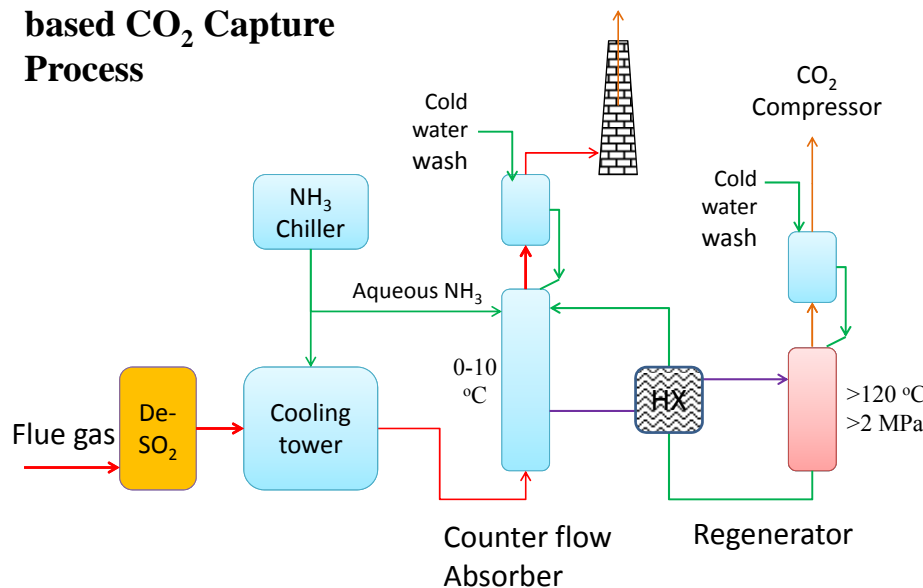 based CO₂ Capture
Process
Cold
water
wash
CO₂
Compressor
NH₃
Chiller
Cold
water
wash
Aqueous NH₃
0-10
ᵒC
HX
>120 ᵒC
>2 MPa
De-
SO₂
Cooling
tower
Flue gas
Counter flow
Absorber
Regenerator